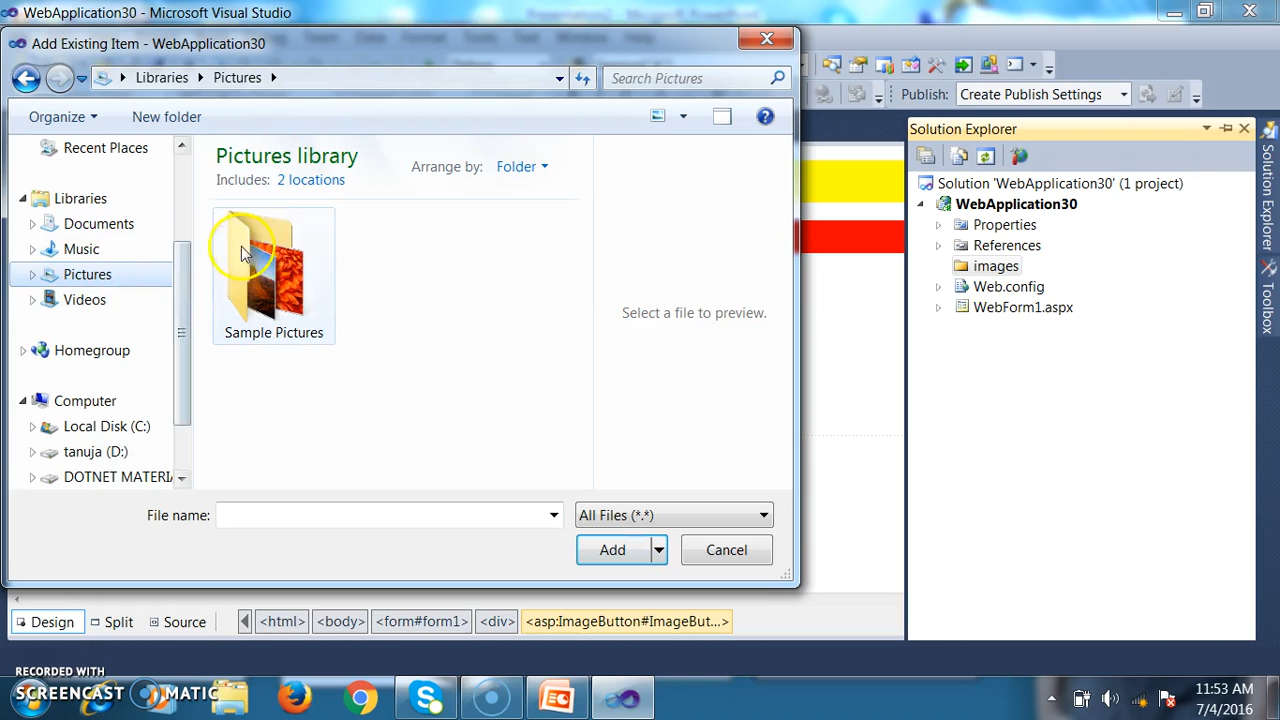 WebApplication30 - Microsoft Visual Studio
Add Existing Item - WebApplication30
Libraries
Pictures
Search Pictures
Organize
New folder
Publish:
Create Publish Settings
Recent Places
Libraries
Documents
Music
Pictures
Videos
Homegroup
Computer
Local Disk (C:)
tanuja (D:)
DOTNET MATERI
Pictures library
Includes: 2 locations
Arrange by:
Folder
Sample Pictures
Select a file to preview.
File name:
All Files (*.*)
Add
Cancel
Solution Explorer
Solution 'WebApplication30' (1 project)
WebApplication30
Properties
References
images
Web.config
WebForm1.aspx
Solution Explorer
Toolbox
Design
Split
Source
<html>
<body>
<form#form1>
<div>
<asp:ImageButton#ImageBut...>
RECORDED WITH
SCREENCAST MATIC
11:53 AM
7/4/2016